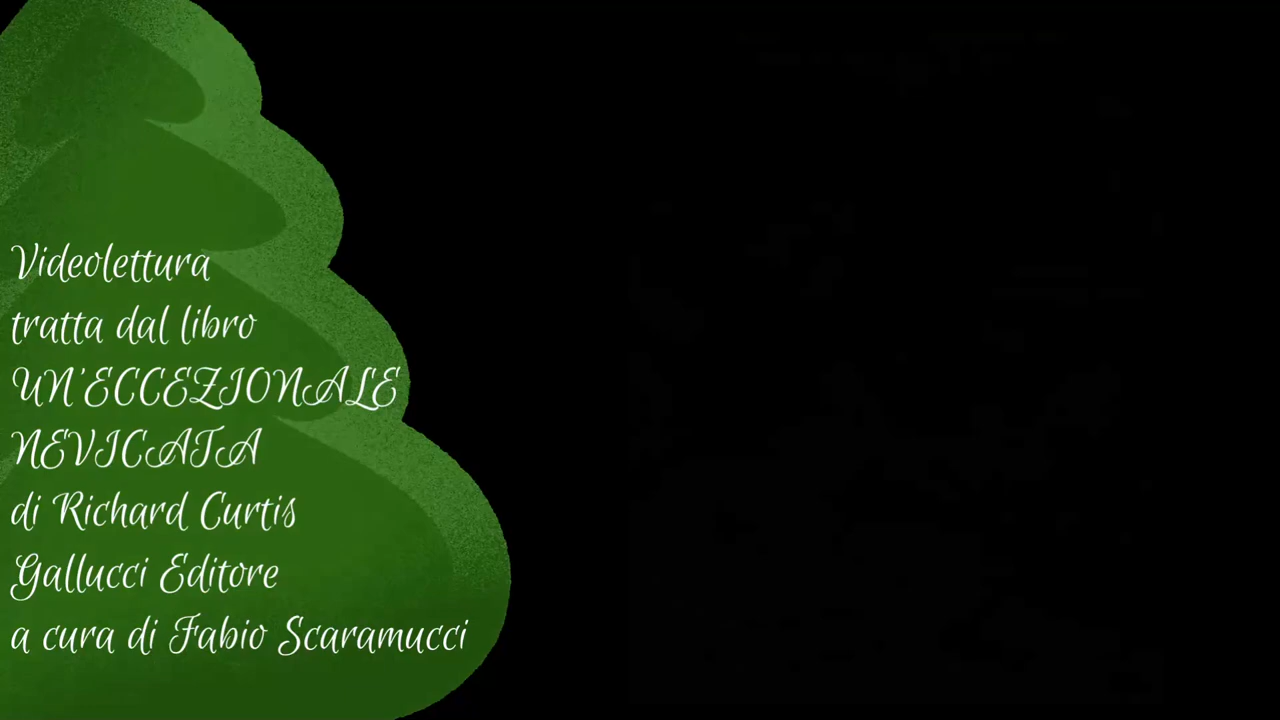 Videolettura
tratta dal libro
UN'ECCEZIONALE
NEVICATA
di Richard Curtis
Gallucci Editore
a cura di Fabio Scaramucci